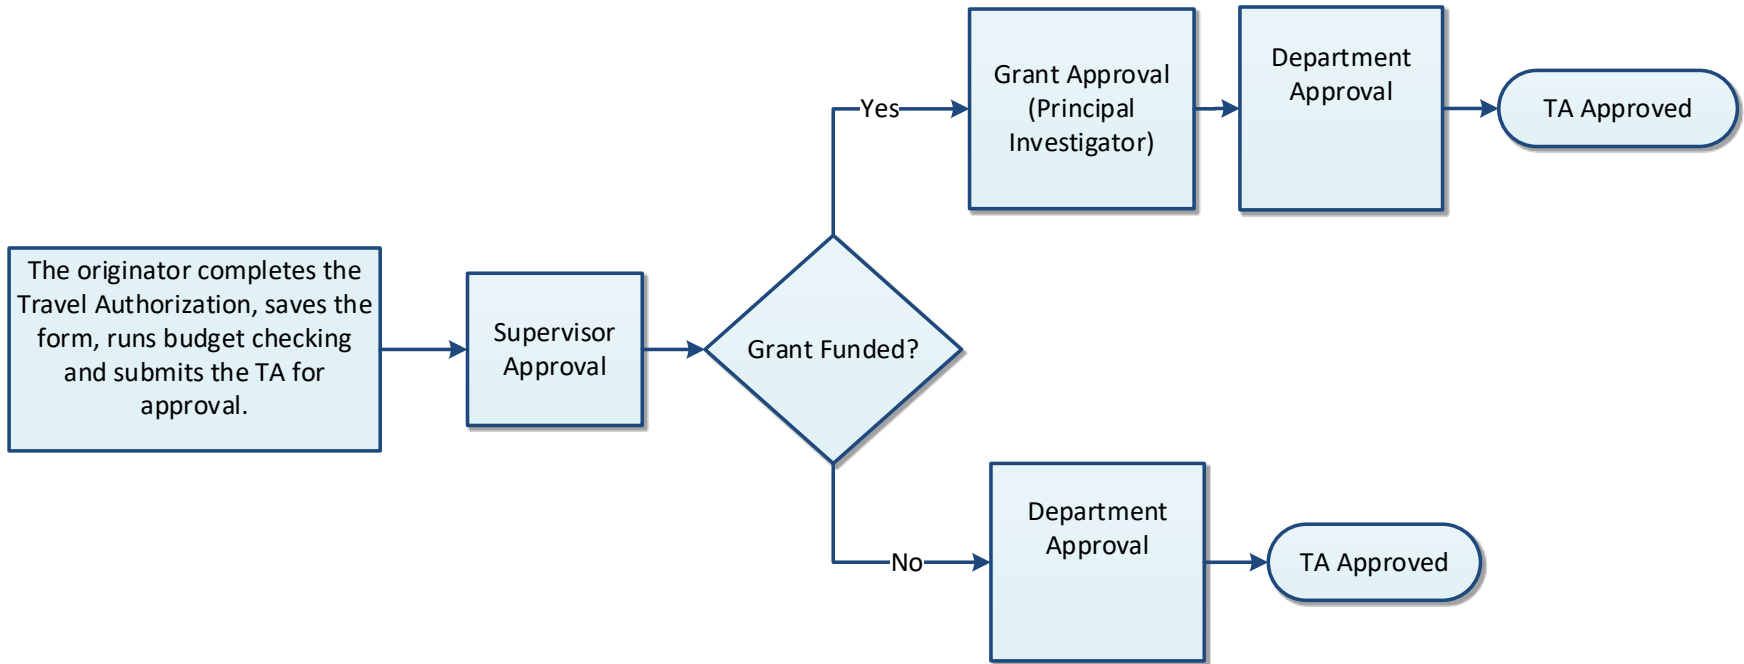 The originator completes the
Travel Authorization, saves the
form, runs budget checking
and submits the TA for
approval.
Supervisor
Approval
Grant Funded?
Yes
Grant Approval
(Principal
Investigator)
Department
Approval
TA Approved
No
Department
Approval
TA Approved